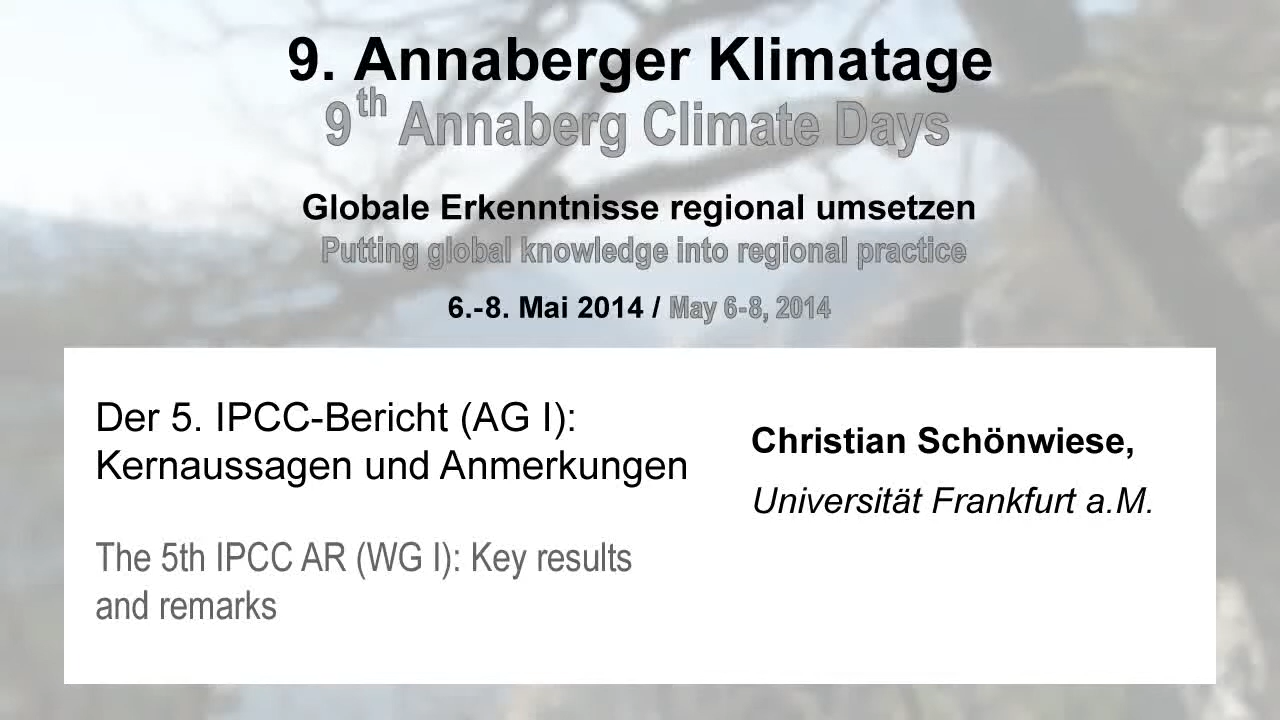 9. Annaberger Klimatage
9th Annaberg Climate Days
Globale Erkenntnisse regional umsetzen
Putting global knowledge into regional practice
6.-8. Mai 2014 / May 6-8, 2014
Der 5. IPCC-Bericht (AG I):
Kernaussagen und Anmerkungen
The 5th IPCC AR (WG I): Key results
and remarks
Christian Schönwiese,
Universität Frankfurt a.M.